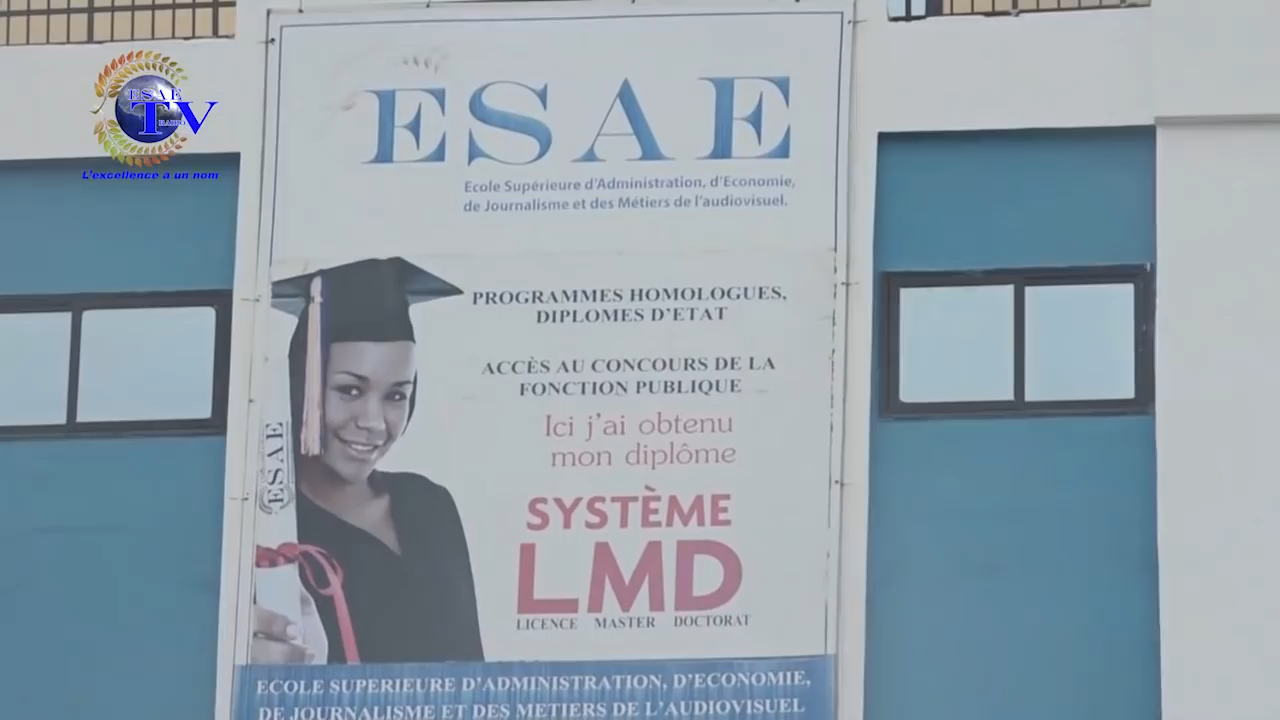 ESAE
TV
RADIO
L'excellence a un nom
ESAE
Ecole Supérieure d'Administration, d'Economie,
de Journalisme et des Métiers de l'audiovisuel.
PROGRAMMES HOMOLOGUES,
DIPLOMES D'ETAT
ACCÈS AU CONCOURS DE LA
FONCTION PUBLIQUE
Ici j'ai obtenu
mon diplôme
ESAE
SYSTÈME
LMD
LICENCE MASTER DOCTORAT
ECOLE SUPERIEURE D'ADMINISTRATION, D'ECONOMIE,
DE JOURNALISME ET DES METIERS DE L'AUDIOVISUEL